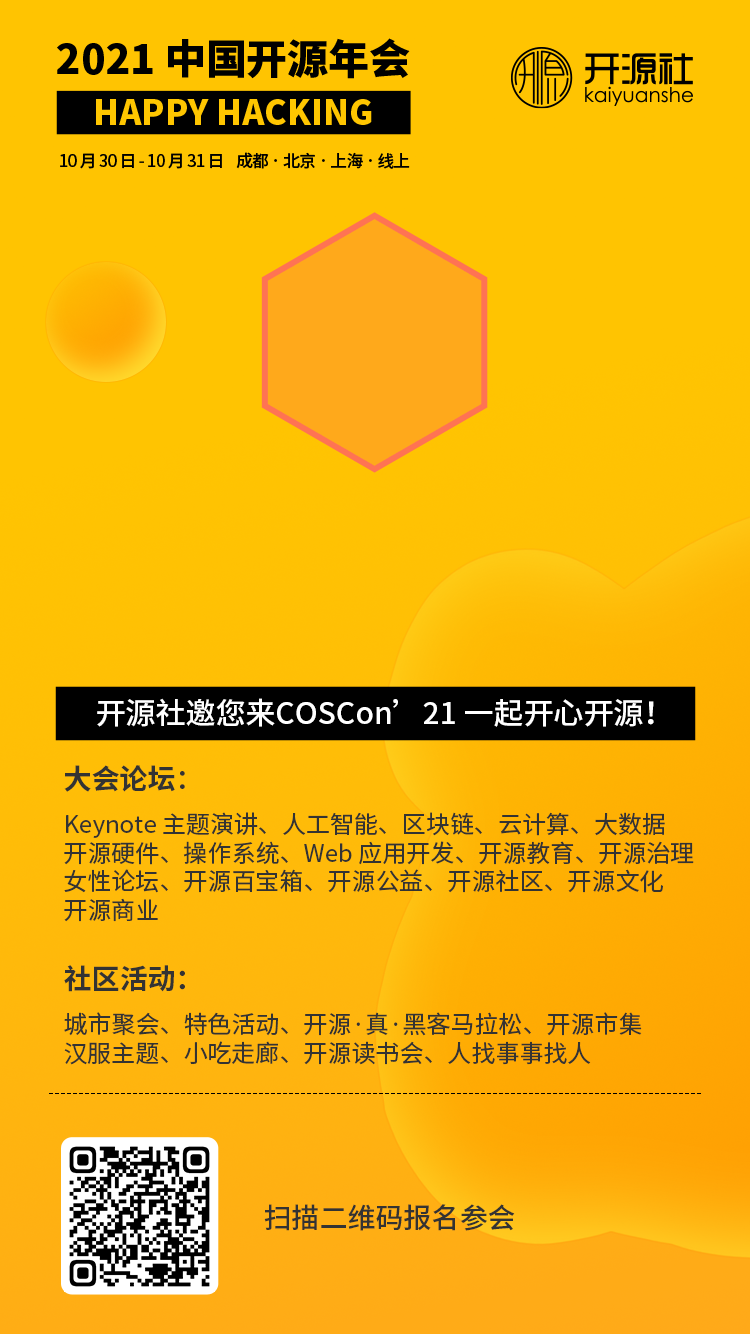 2021 中国开源年会
HAPPY HACKING
10月30日-10月31日 成都·北京·上海·线上
开源社
kaiyuanshe
开源社邀您来COSCon’21 一起开心开源！
大会论坛：
Keynote 主题演讲、人工智能、区块链、云计算、大数据
开源硬件、操作系统、Web 应用开发、开源教育、开源治理
女性论坛、开源百宝箱、开源公益、开源社区、开源文化
开源商业
社区活动：
城市聚会、特色活动、开源·真·黑客马拉松、开源市集
汉服主题、小吃走廊、开源读书会、人找事事找人
扫描二维码报名参会